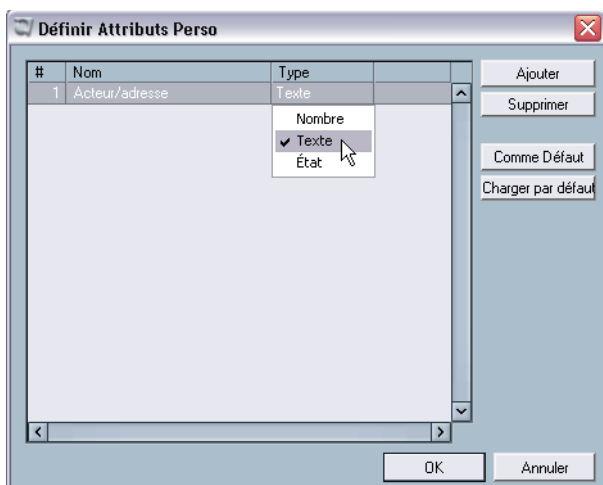 Définir Attributs Perso
# Nom Type
1 Acteur/adresse Texte
Nombre
Texte
État
Ajouter
Supprimer
Comme Défaut
Charger par défaut
OK
Annuler